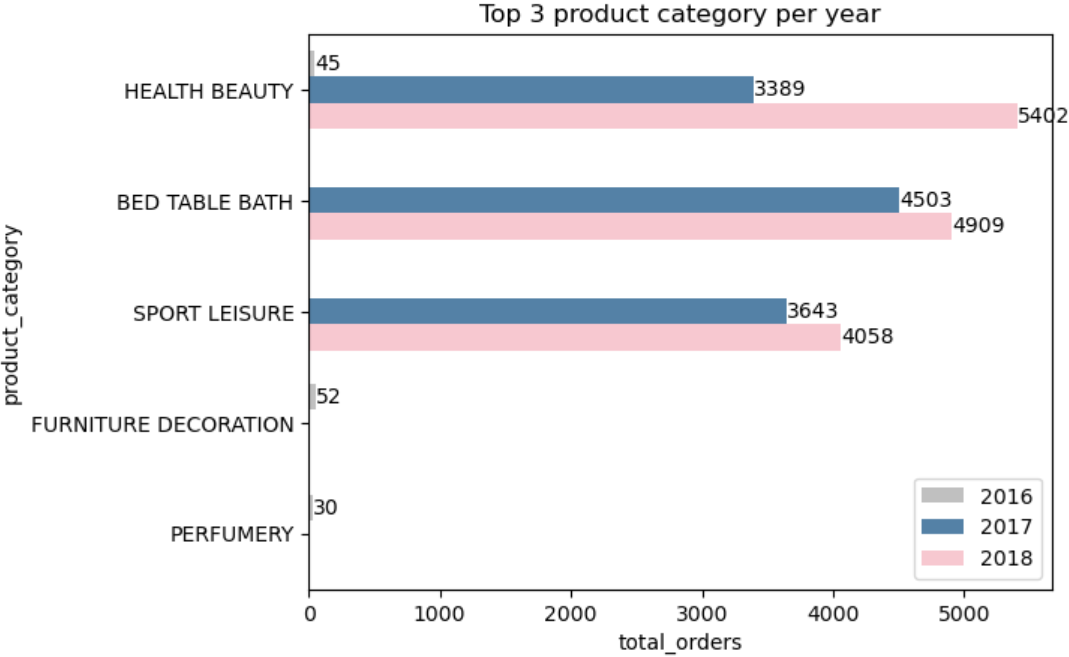 Top 3 product category per year
product_category
HEALTH BEAUTY
45
3389
5402
BED TABLE BATH
4503
4909
SPORT LEISURE
3643
4058
FURNITURE DECORATION
52
PERFUMERY
30
2016
2017
2018
0 1000 2000 3000 4000 5000
total_orders